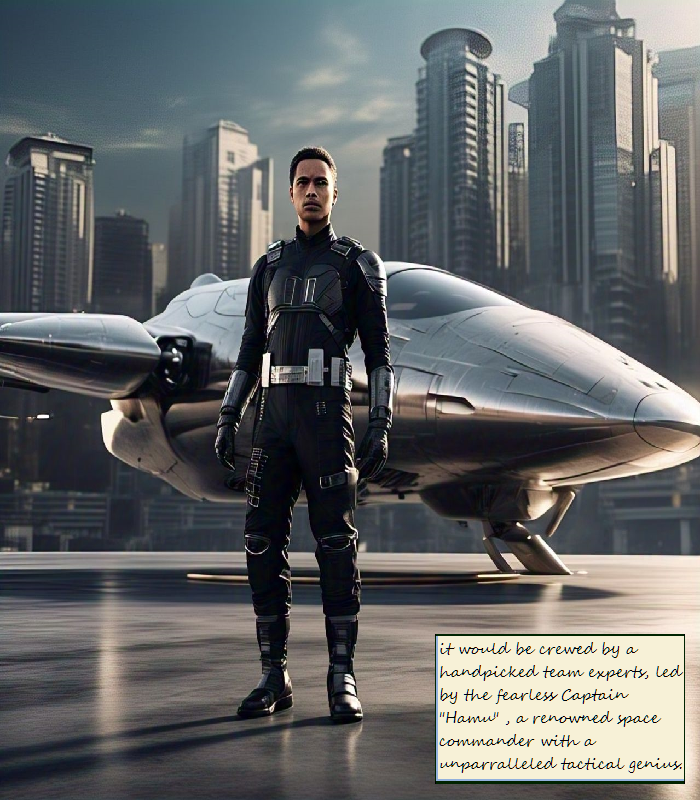 it would be crewed by a
handpicked team experts, led
by the fearless Captain
"Hamu" , a renowned space
commander with a
unparralleled tactical genius.